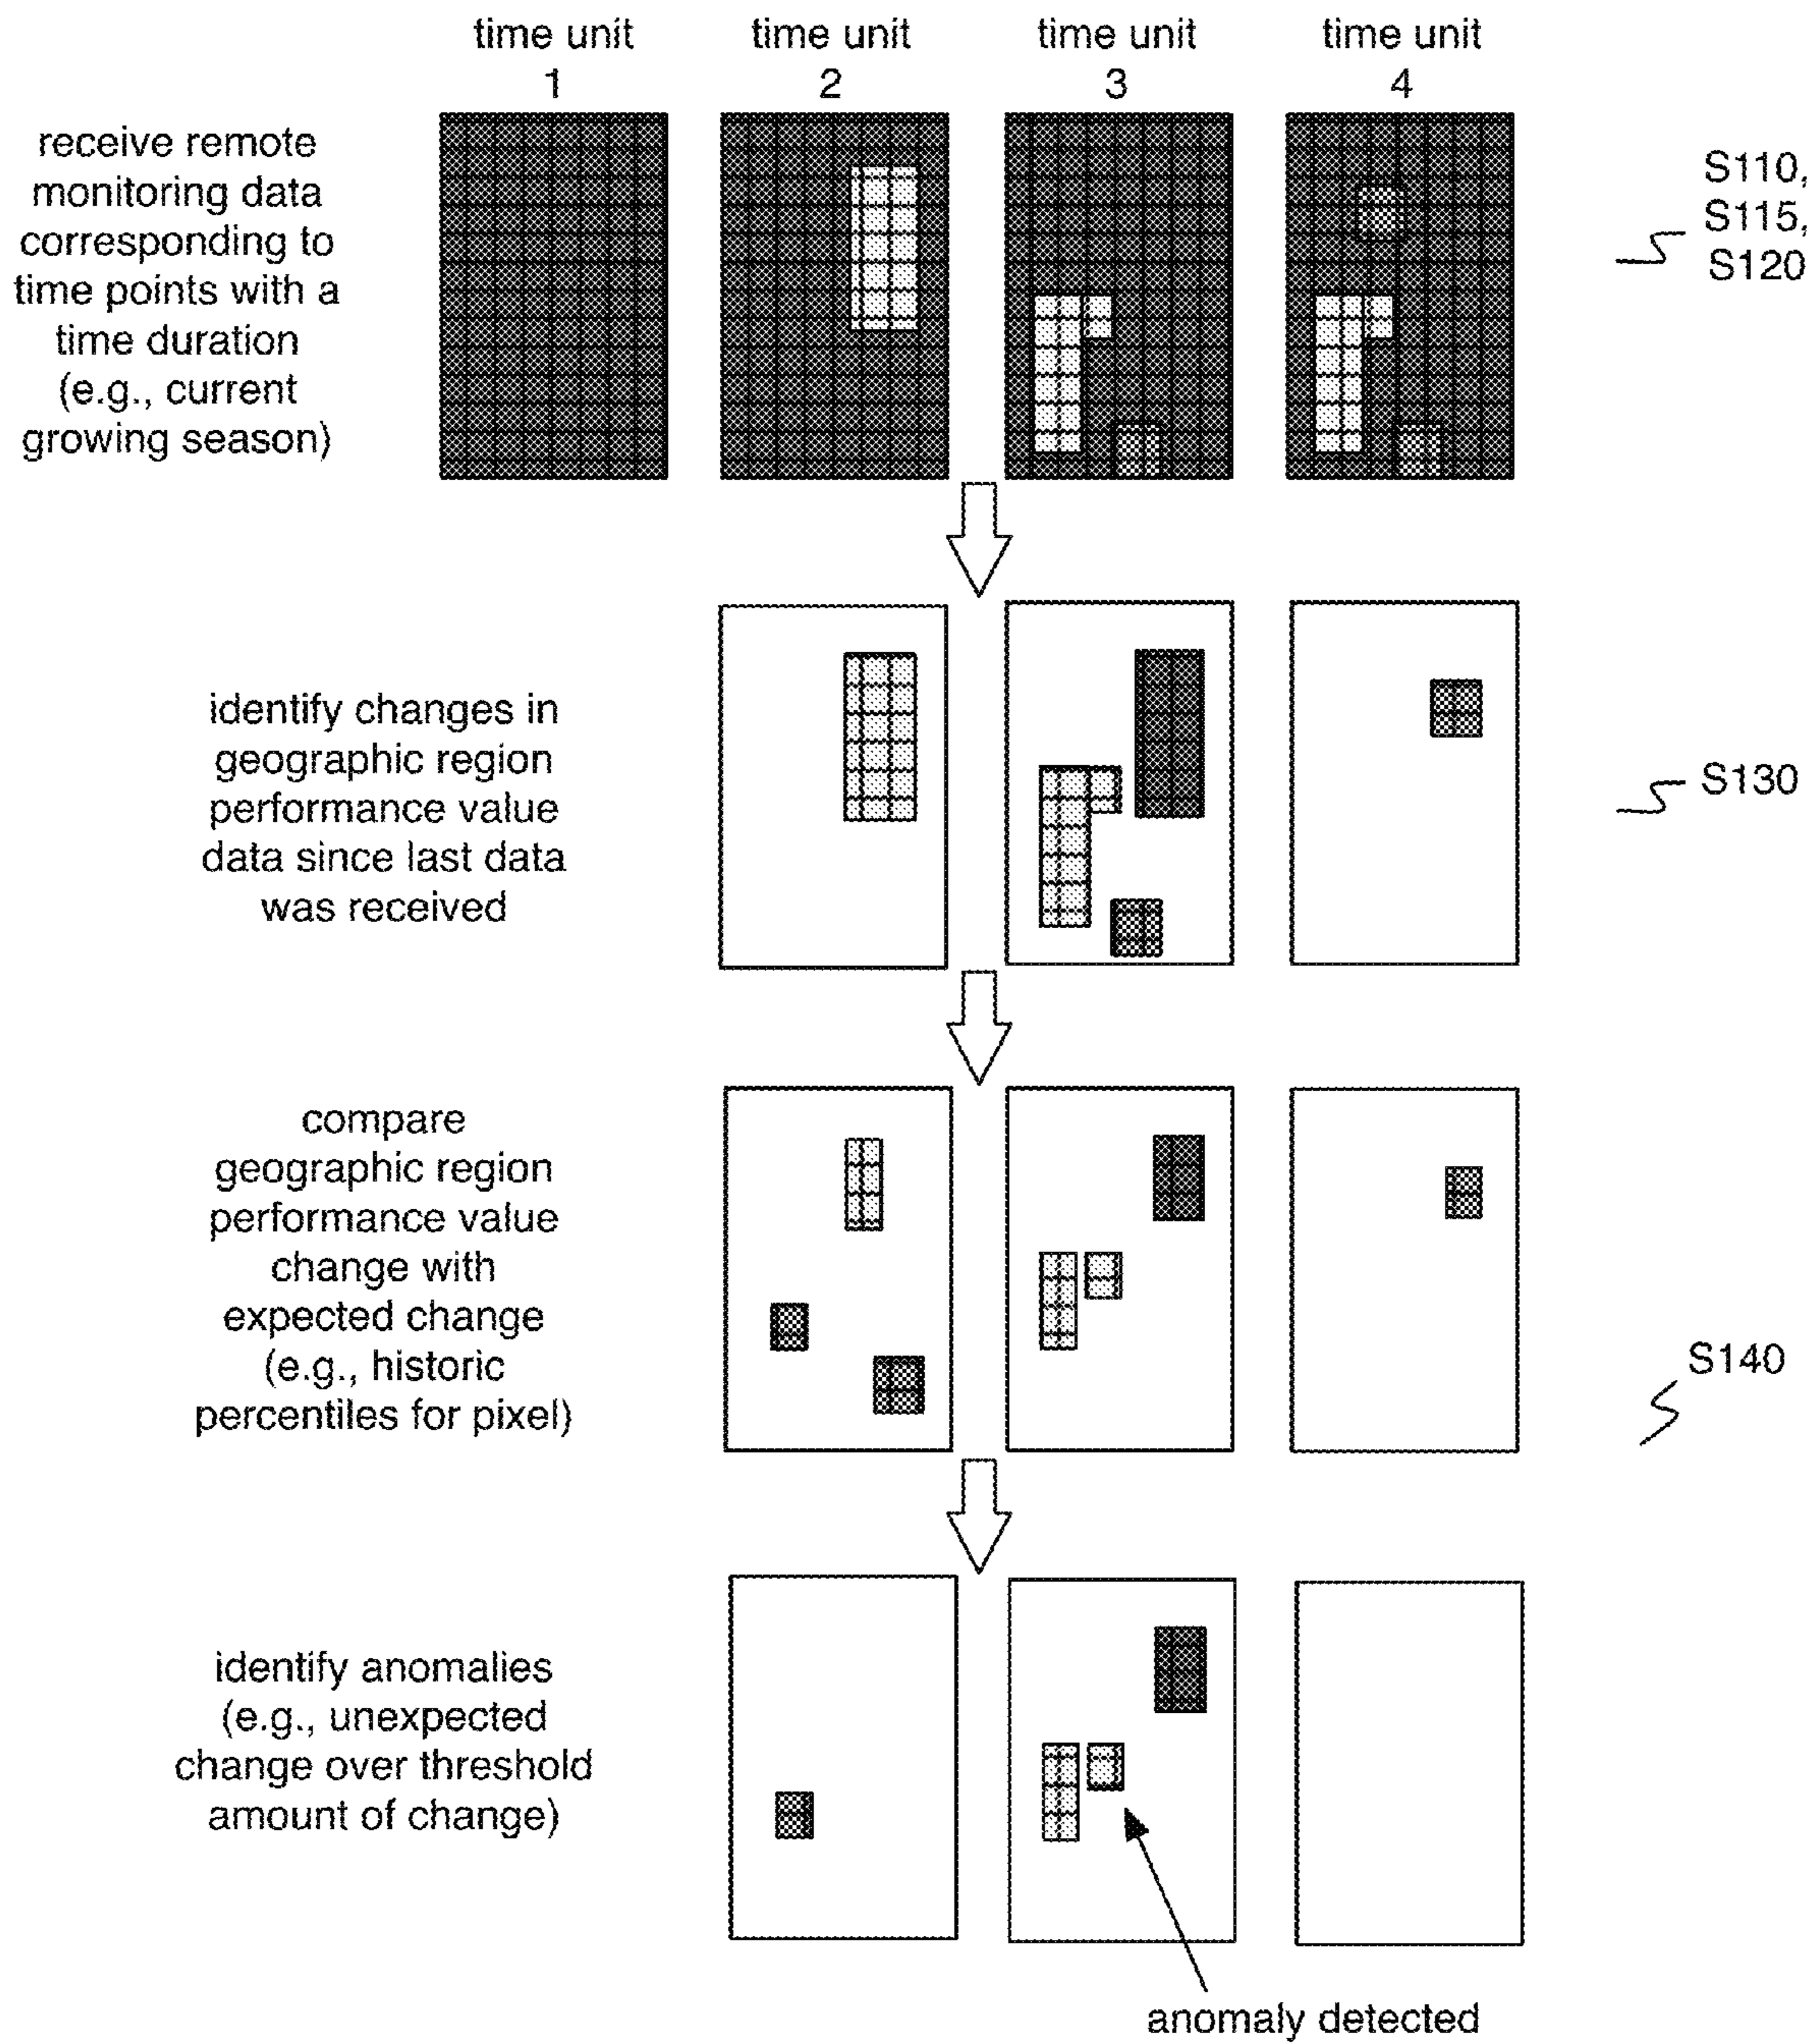 time unit
1
time unit
2
time unit
3
time unit
4
receive remote
monitoring data
corresponding to
time points with a
time duration
(e.g., current
growing season)
S110,
S115,
S120
identify changes in
geographic region
performance value
data since last data
was received
S130
compare
geographic region
performance value
change with
expected change
(e.g., historic
percentiles for pixel)
S140
identify anomalies
(e.g., unexpected
change over threshold
amount of change)
anomaly detected